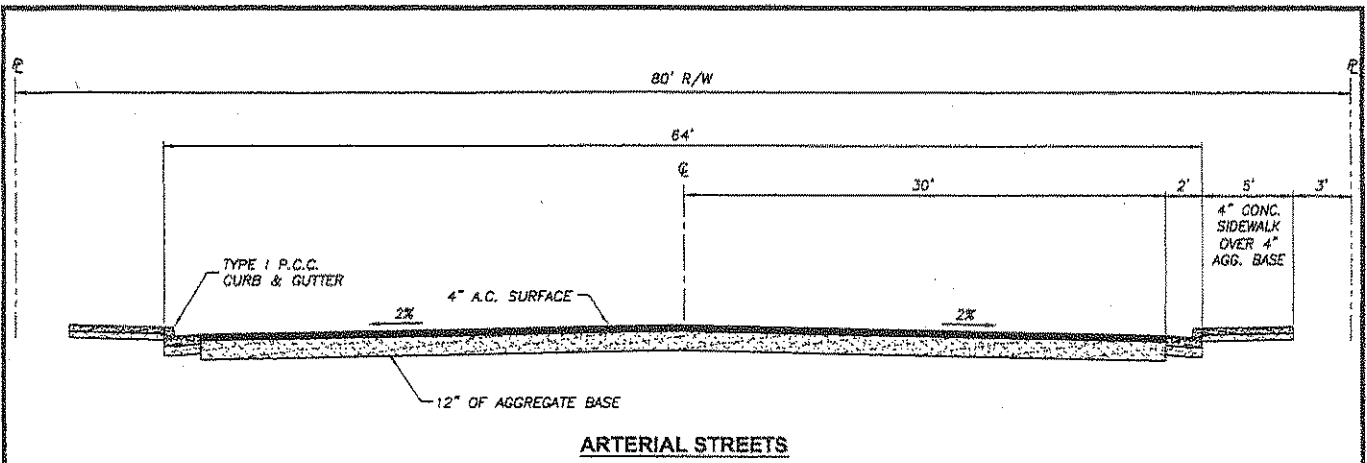 ℄ ℄
80' R/W
64'
℄
30' 2' 5' 3'
4" CONC.
SIDEWALK
OVER 4"
AGG. BASE
TYPE 1 P.C.C.
CURB & GUTTER
4" A.C. SURFACE
2% 2%
12" OF AGGREGATE BASE
ARTERIAL STREETS